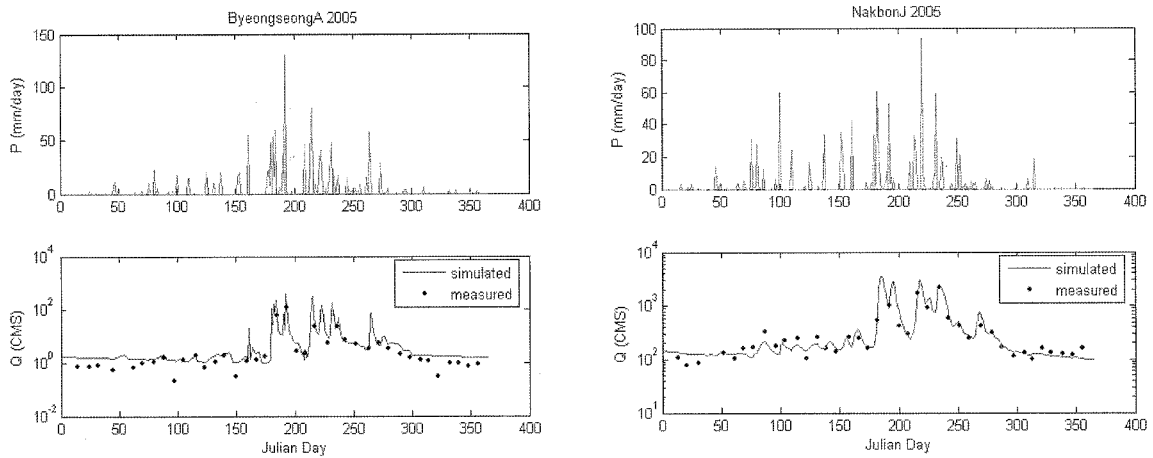 ByeongseongA 2005
P (mm/day)
150
100
50
0
0 50 100 150 200 250 300 350 400
Q (CMS)
10^4
10^2
10^0
10^-2
simulated
measured
0 50 100 150 200 250 300 350 400
Julian Day
NakbonJ 2005
P (mm/day)
100
80
60
40
20
0
0 50 100 150 200 250 300 350 400
Q (CMS)
10^4
10^3
10^2
10^1
simulated
measured
0 50 100 150 200 250 300 350 400
Julian Day